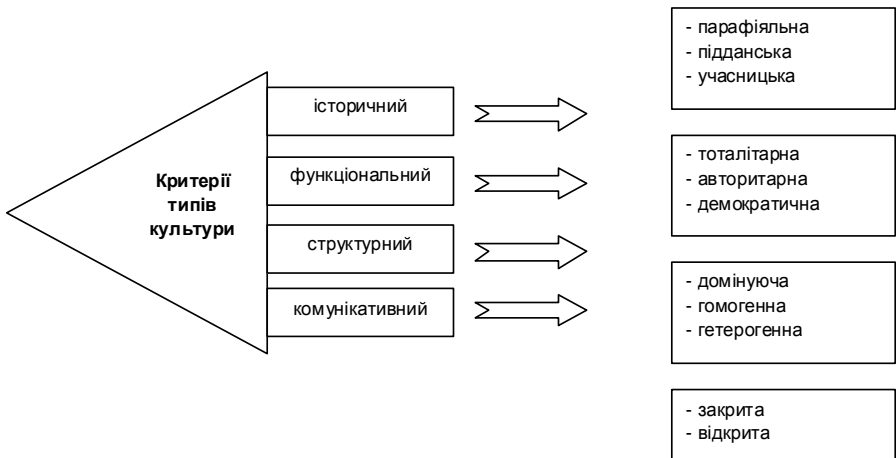 Критерії
типів
культури
історичний
функціональний
структурний
комунікативний
- парафіяльна
- підданська
- учасницька
- тоталітарна
- авторитарна
- демократична
- домінуюча
- гомогенна
- гетерогенна
- закрита
- відкрита